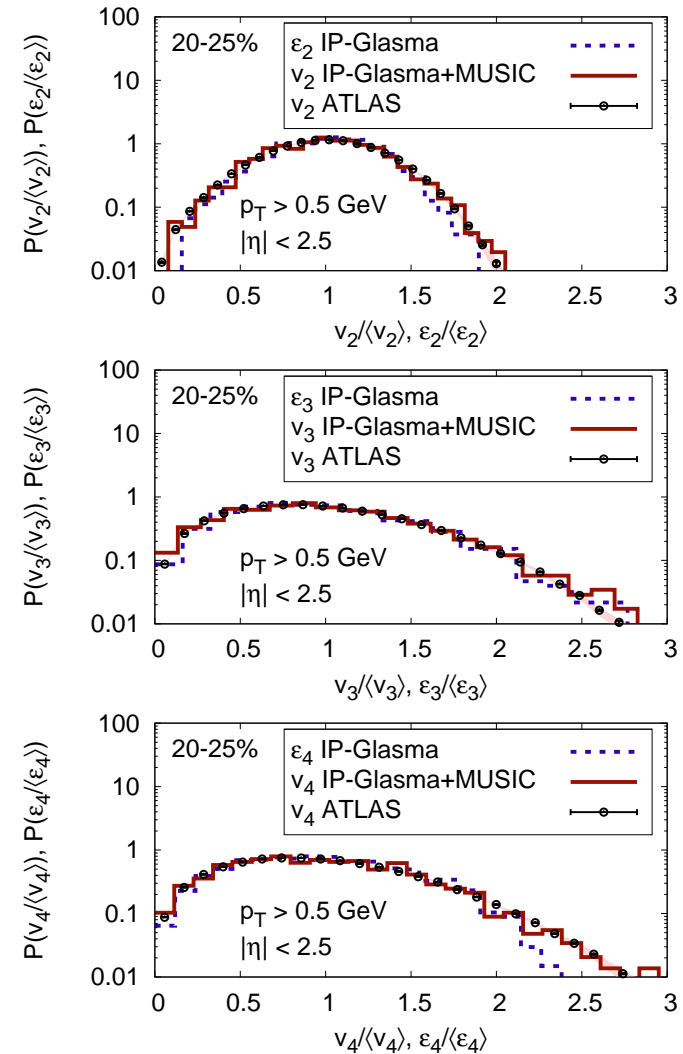 100
10
1
0.1
0.01
P(v₂/⟨v₂⟩), P(ε₂/⟨ε₂⟩)
20-25%
ε₂ IP-Glasma
v₂ IP-Glasma+MUSIC
v₂ ATLAS
p_T > 0.5 GeV
|η| < 2.5
0 0.5 1 1.5 2 2.5 3
v₂/⟨v₂⟩, ε₂/⟨ε₂⟩
100
10
1
0.1
0.01
P(v₃/⟨v₃⟩), P(ε₃/⟨ε₃⟩)
20-25%
ε₃ IP-Glasma
v₃ IP-Glasma+MUSIC
v₃ ATLAS
p_T > 0.5 GeV
|η| < 2.5
0 0.5 1 1.5 2 2.5 3
v₃/⟨v₃⟩, ε₃/⟨ε₃⟩
100
10
1
0.1
0.01
P(v₄/⟨v₄⟩), P(ε₄/⟨ε₄⟩)
20-25%
ε₄ IP-Glasma
v₄ IP-Glasma+MUSIC
v₄ ATLAS
p_T > 0.5 GeV
|η| < 2.5
0 0.5 1 1.5 2 2.5 3
v₄/⟨v₄⟩, ε₄/⟨ε₄⟩